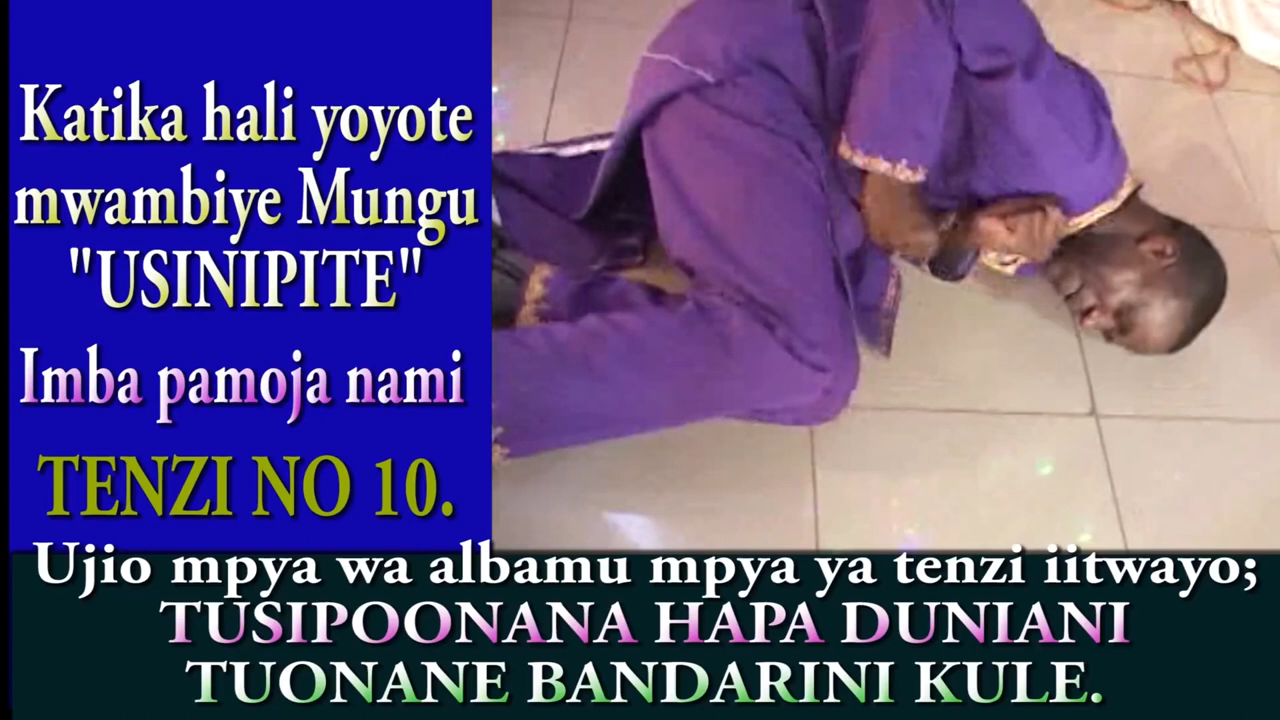 Katika hali yoyote
mwambiye Mungu
"USINIPITE"
Imba pamoja nami
TENZI NO 10.
Ujio mpya wa albamu mpya ya tenzi iitwayo;
TUSIPOONANA HAPA DUNIANI
TUONANE BANDARINI KULE.